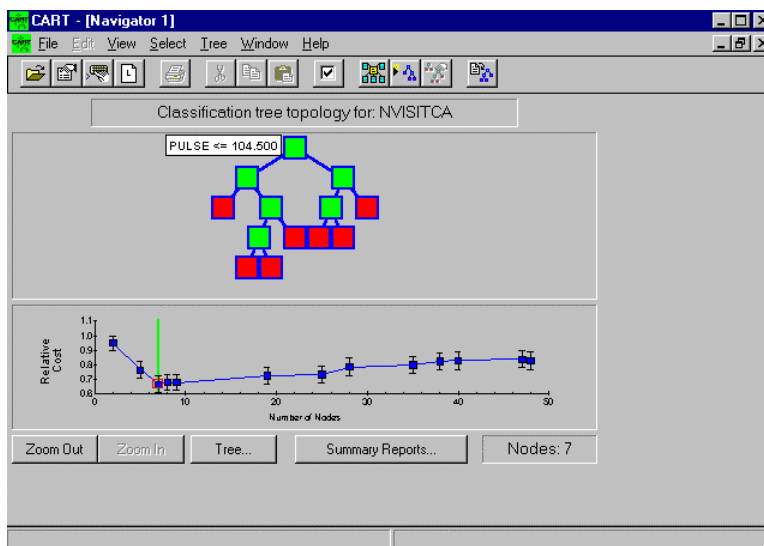 CART - [Navigator 1]
File Edit View Select Tree Window Help
Classification tree topology for: NVISITCA
PULSE <= 104.500
Relative
Cost
1.1
1.0
0.9
0.8
0.7
0.6
0 10 20 30 40 50
Number of Nodes
Zoom Out Zoom In Tree... Summary Reports... Nodes: 7